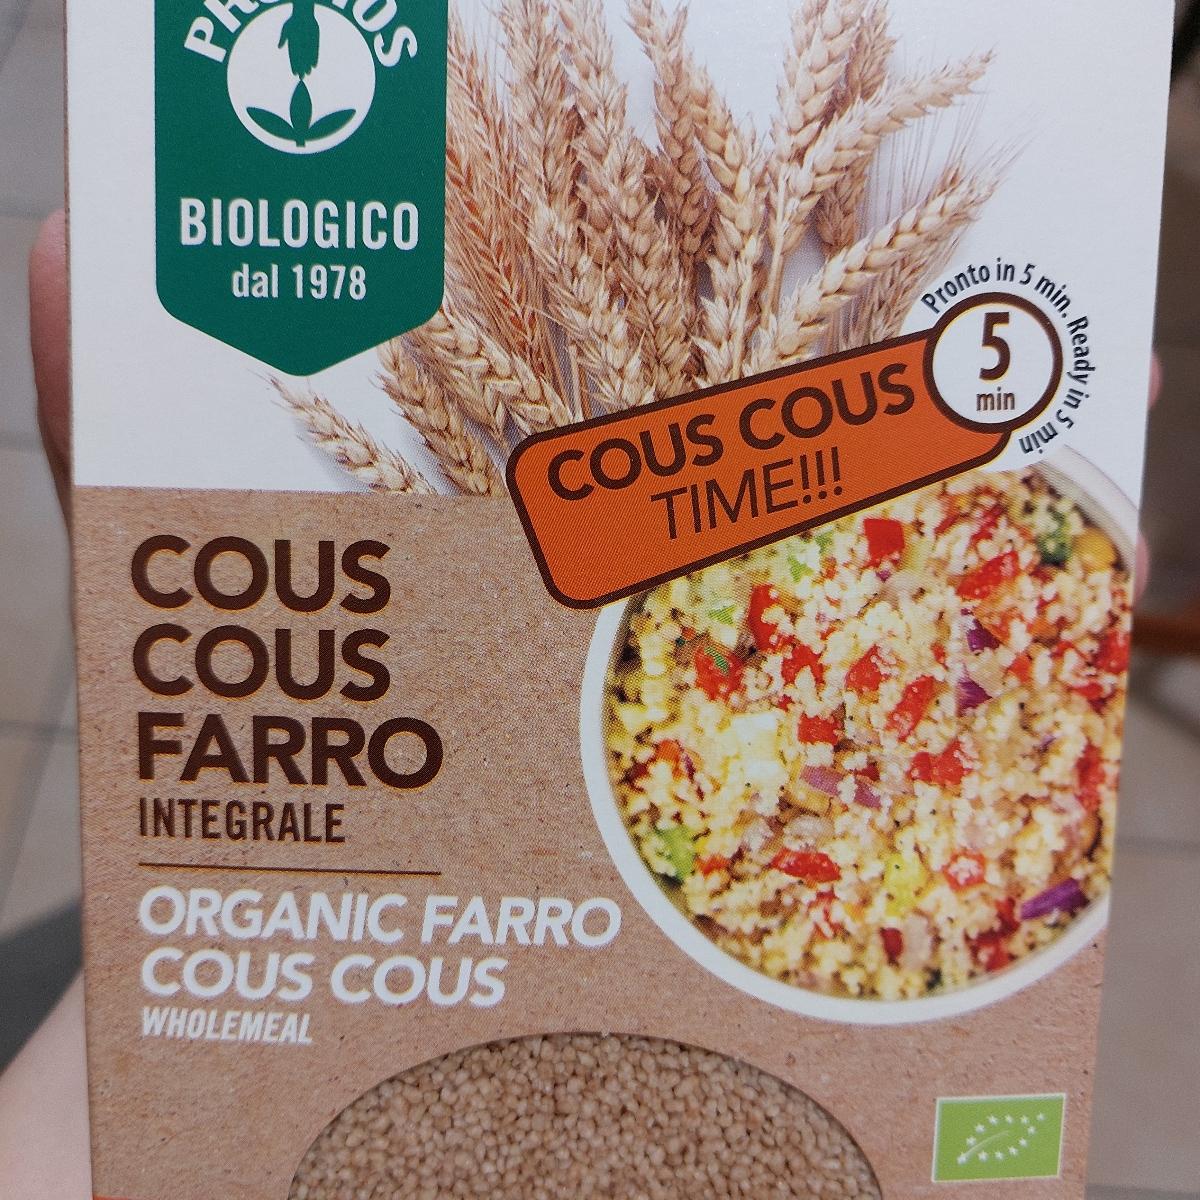 BIOLOGICO
dal 1978
Pronto in 5 min. Ready in 5 min
5
min
COUS COUS
TIME!!!
COUS
COUS
FARRO
INTEGRALE
ORGANIC FARRO
COUS COUS
WHOLEMEAL